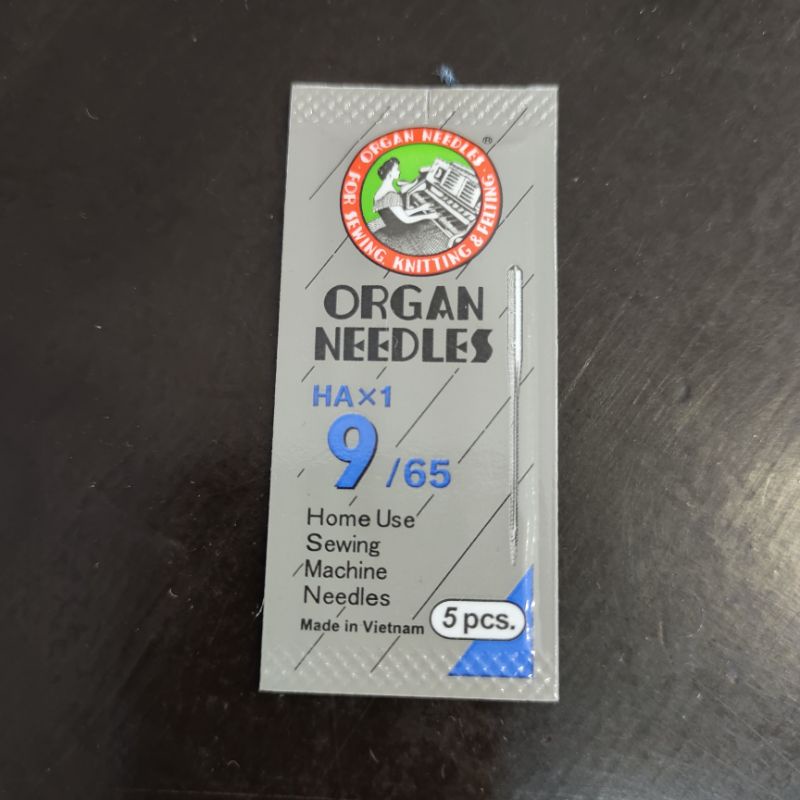 ORGAN NEEDLES ®
FOR SEWING, KNITTING & FELTING
ORGAN
NEEDLES
HA×1
9/65
Home Use
Sewing
Machine
Needles
Made in Vietnam
5 pcs.